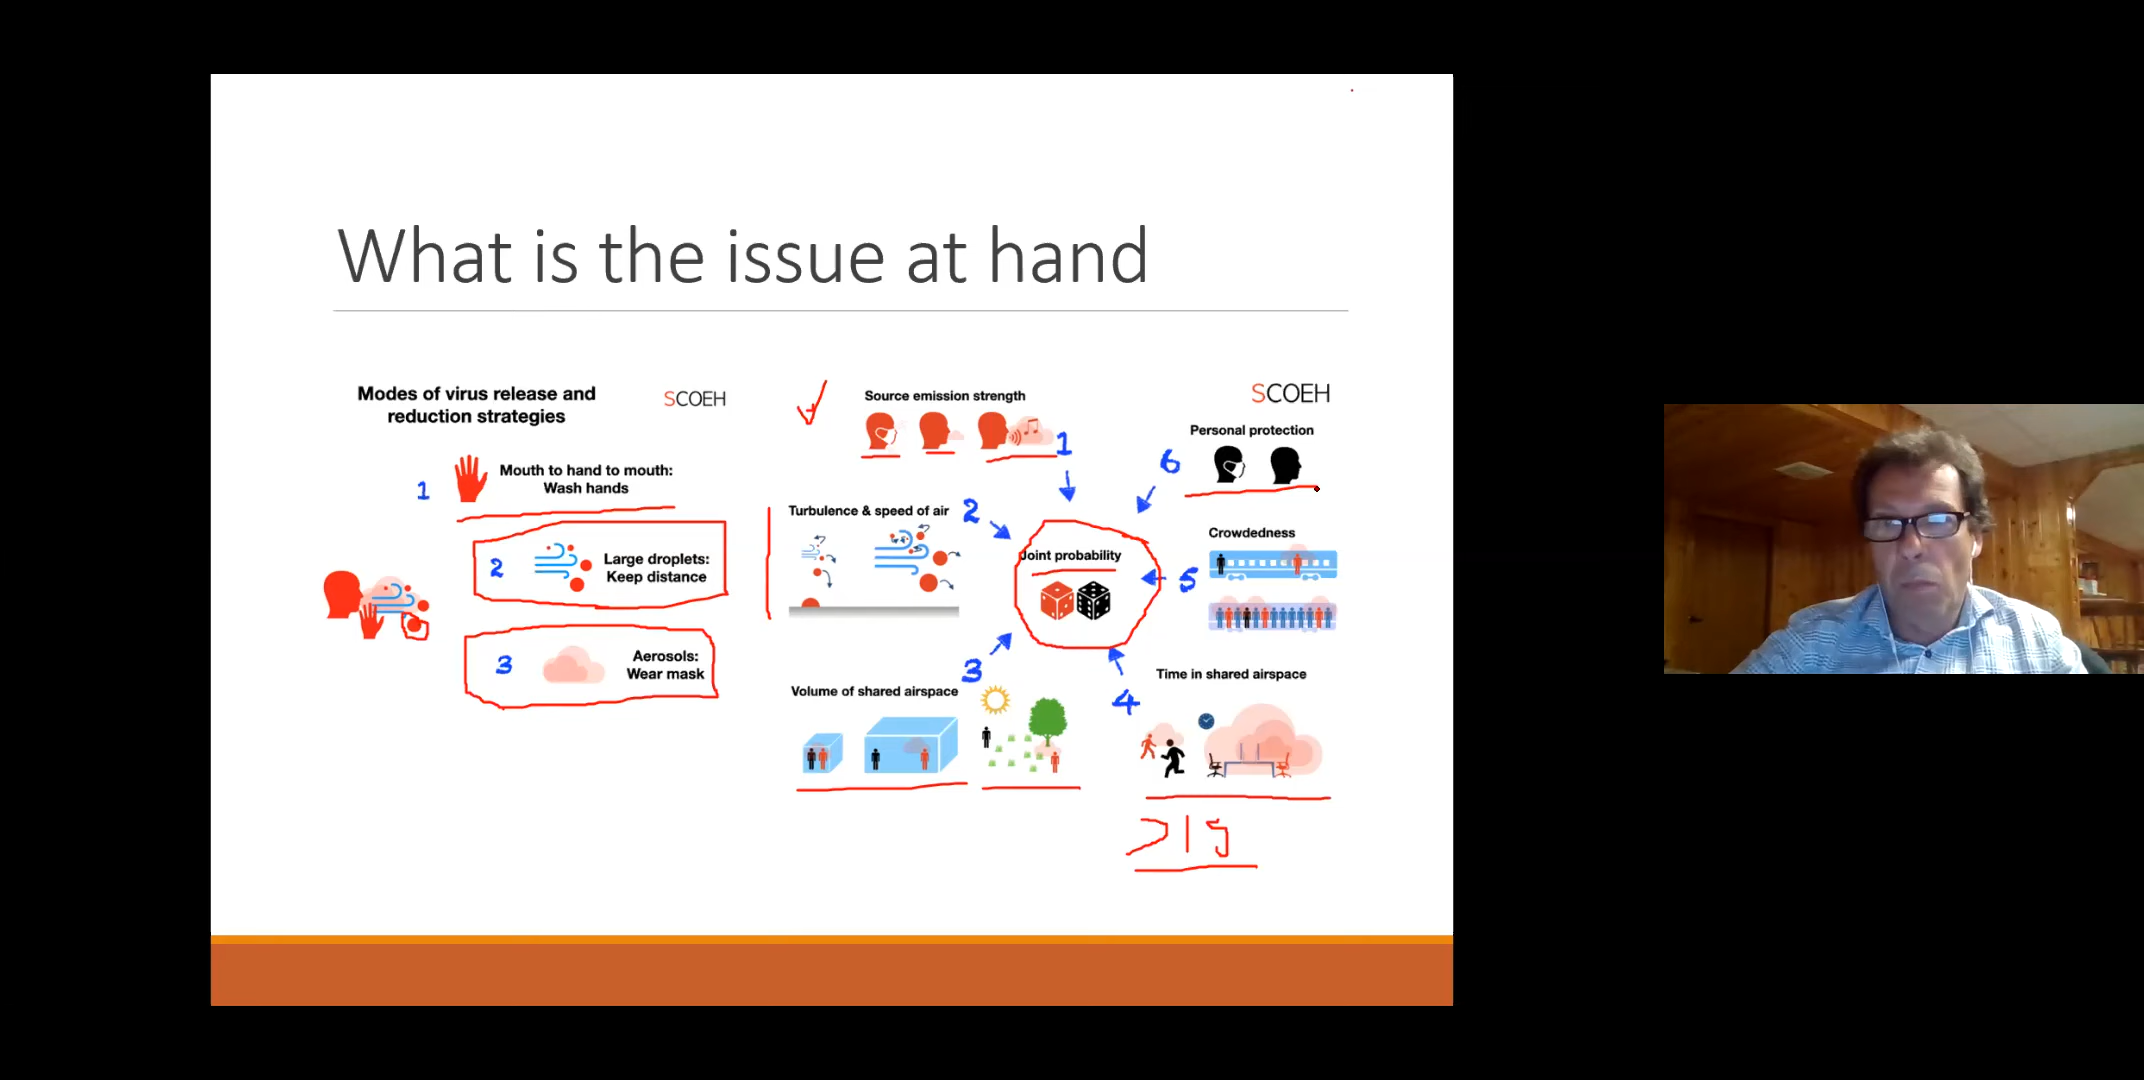 What is the issue at hand
Modes of virus release and
reduction strategies
SCOEH
1
Mouth to hand to mouth:
Wash hands
2
Large droplets:
Keep distance
3
Aerosols:
Wear mask
Source emission strength
1
SCOEH
Personal protection
6
Turbulence & speed of air
2
Joint probability
Crowdedness
5
Volume of shared airspace
3
Time in shared airspace
4
>15